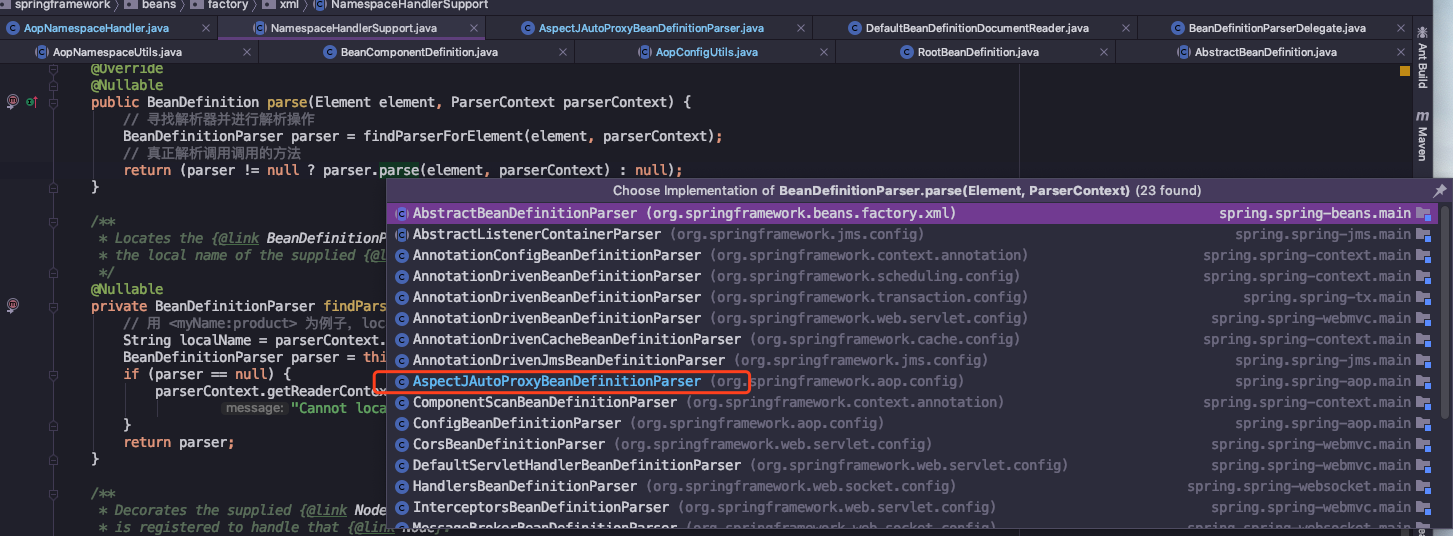 springframework › beans › factory › xml › NamespaceHandlerSupport
AopNamespaceHandler.java NamespaceHandlerSupport.java AspectJAutoProxyBeanDefinitionParser.java DefaultBeanDefinitionDocumentReader.java BeanDefinitionParserDelegate.java
AopNamespaceUtils.java BeanComponentDefinition.java AopConfigUtils.java RootBeanDefinition.java AbstractBeanDefinition.java
Ant Build
Maven
@Override
@Nullable
public BeanDefinition parse(Element element, ParserContext parserContext) {
// 寻找解析器并进行解析操作
BeanDefinitionParser parser = findParserForElement(element, parserContext);
// 真正解析调用调用的方法
return (parser != null ? parser.parse(element, parserContext) : null);
}
/**
* Locates the {@link BeanDefinitionP
* the local name of the supplied {@l
*/
@Nullable
private BeanDefinitionParser findPars
// 用 <myName:product> 为例子, loc
String localName = parserContext.
BeanDefinitionParser parser = thi
if (parser == null) {
parserContext.getReaderContex
message: "Cannot loca
}
return parser;
}
/**
* Decorates the supplied {@link Node
* is registered to handle that {@link Node}.
Choose Implementation of BeanDefinitionParser.parse(Element, ParserContext) (23 found)
AbstractBeanDefinitionParser (org.springframework.beans.factory.xml) spring.spring-beans.main
AbstractListenerContainerParser (org.springframework.jms.config) spring.spring-jms.main
AnnotationConfigBeanDefinitionParser (org.springframework.context.annotation) spring.spring-context.main
AnnotationDrivenBeanDefinitionParser (org.springframework.scheduling.config) spring.spring-context.main
AnnotationDrivenBeanDefinitionParser (org.springframework.transaction.config) spring.spring-tx.main
AnnotationDrivenBeanDefinitionParser (org.springframework.web.servlet.config) spring.spring-webmvc.main
AnnotationDrivenCacheBeanDefinitionParser (org.springframework.cache.config) spring.spring-context.main
AnnotationDrivenJmsBeanDefinitionParser (org.springframework.jms.config) spring.spring-jms.main
AspectJAutoProxyBeanDefinitionParser (org.springframework.aop.config) spring.spring-aop.main
ComponentScanBeanDefinitionParser (org.springframework.context.annotation) spring.spring-context.main
ConfigBeanDefinitionParser (org.springframework.aop.config) spring.spring-aop.main
CorsBeanDefinitionParser (org.springframework.web.servlet.config) spring.spring-webmvc.main
DefaultServletHandlerBeanDefinitionParser (org.springframework.web.servlet.config) spring.spring-webmvc.main
HandlersBeanDefinitionParser (org.springframework.web.socket.config) spring.spring-websocket.main
InterceptorsBeanDefinitionParser (org.springframework.web.servlet.config) spring.spring-webmvc.main
MessageBrokerBeanDefinitionParser (org.springframework.web.socket.config) spring.spring-websocket.main